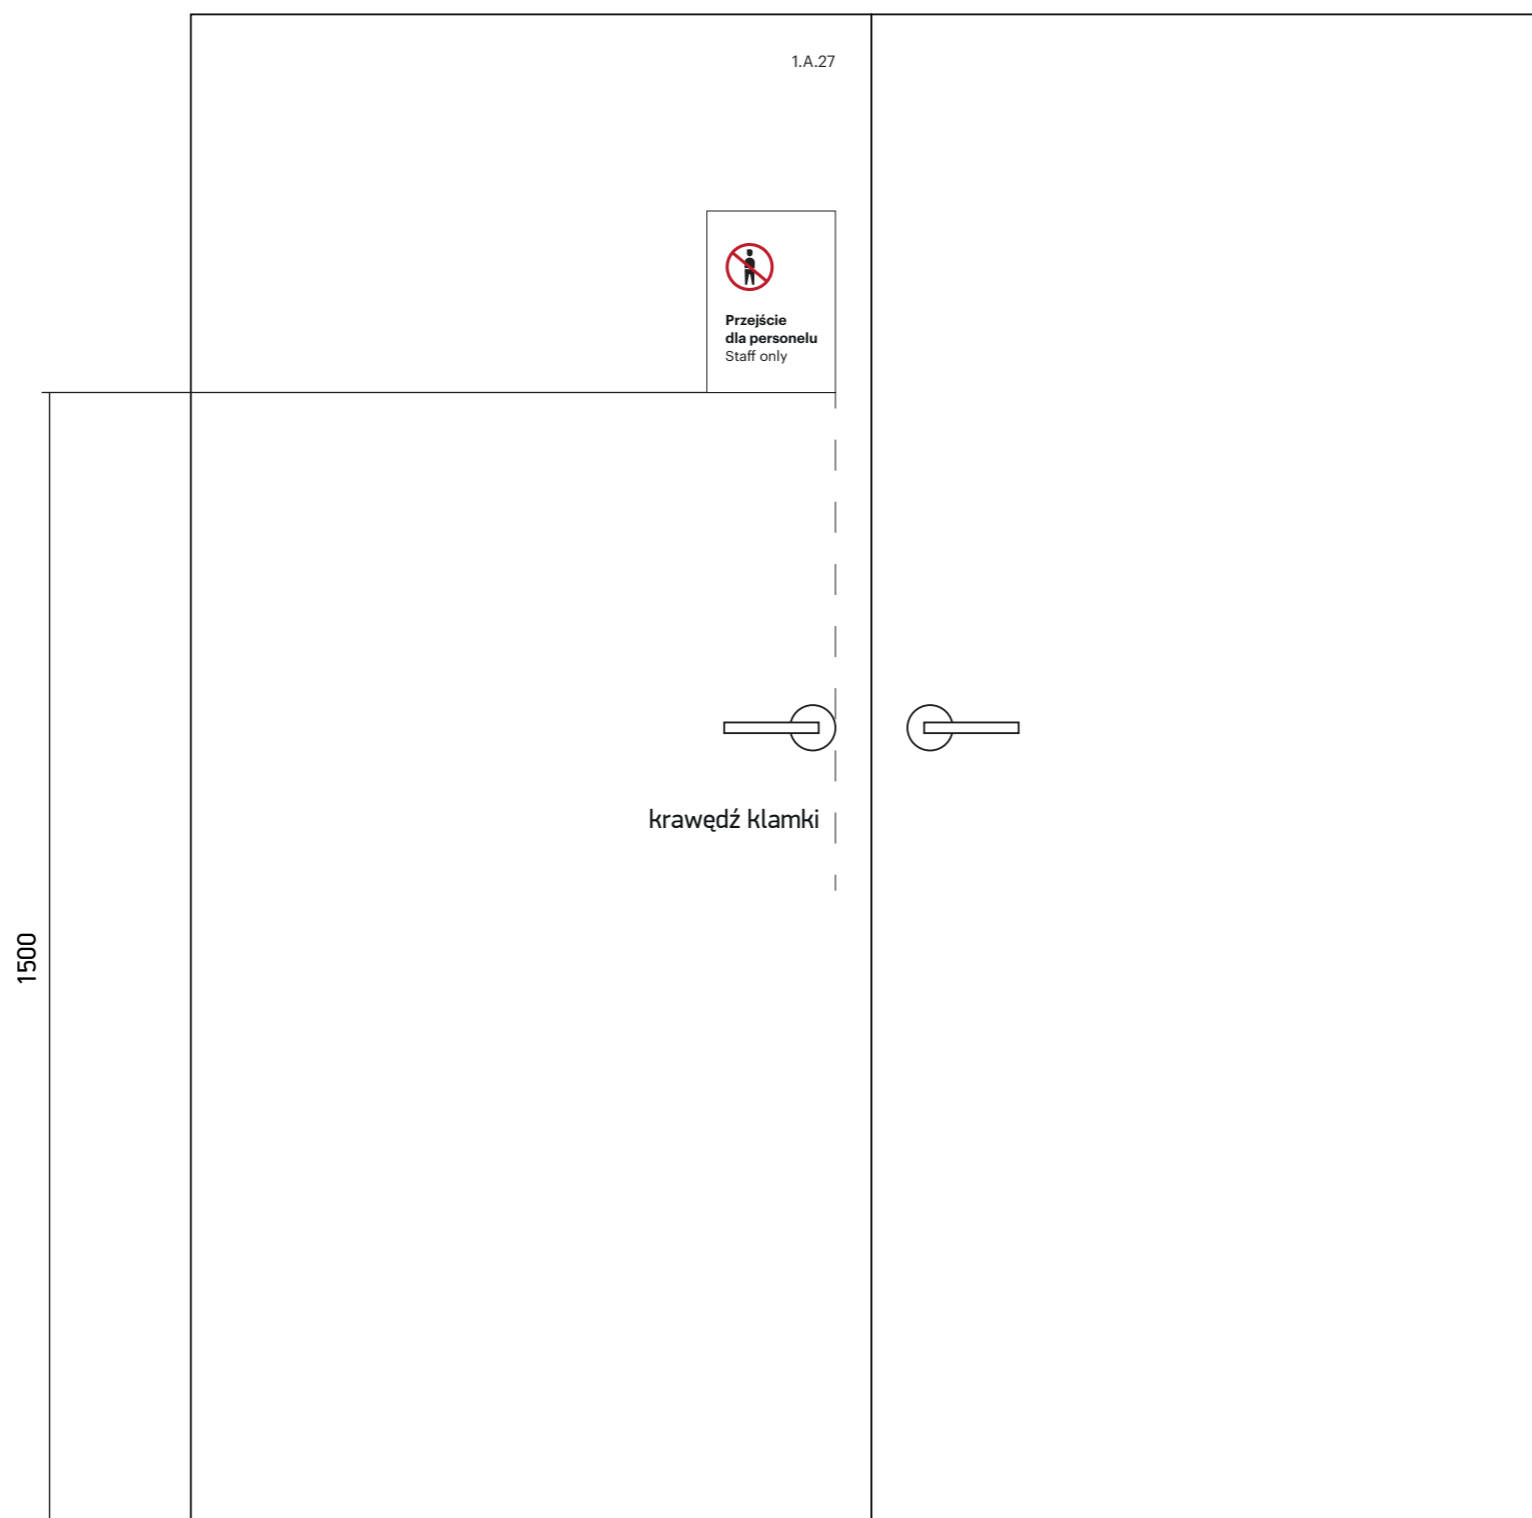 1.A.27
Przejście
dla personelu
Staff only
krawędź klamki
1500